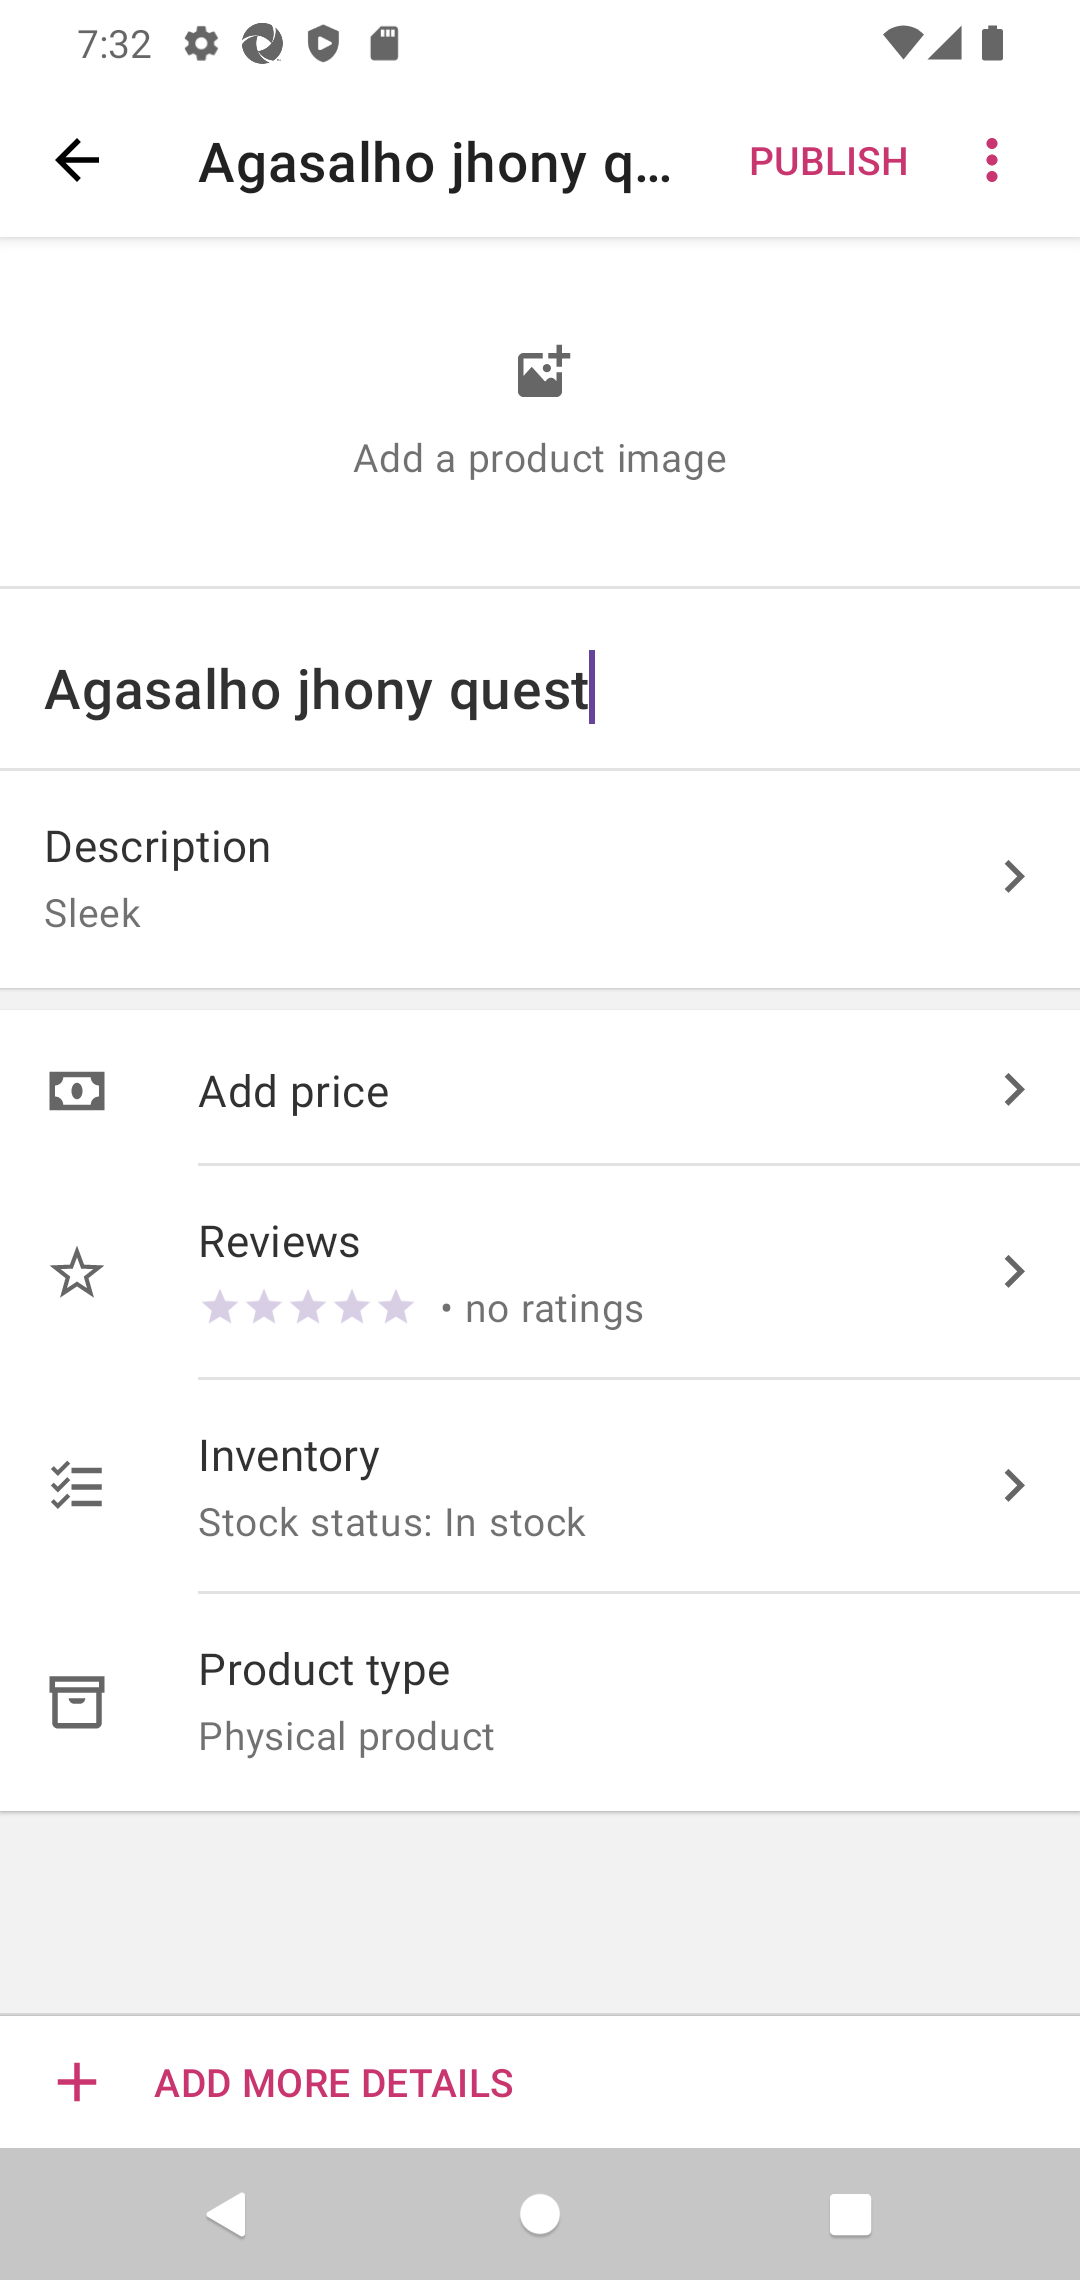 7:32
Agasalho jhony q...
PUBLISH
Add a product image
Agasalho jhony quest
Description
Sleek
Add price
Reviews
• no ratings
Inventory
Stock status: In stock
Product type
Physical product
ADD MORE DETAILS